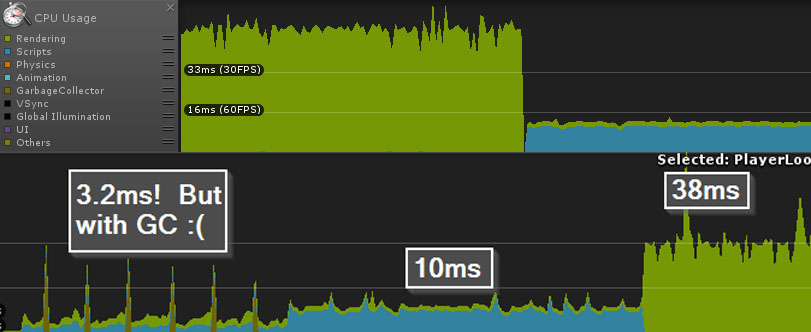 CPU Usage
Rendering
Scripts
Physics
Animation
GarbageCollector
VSync
Global Illumination
UI
Others
33ms (30FPS)
16ms (60FPS)
Selected: PlayerLoo
3.2ms! But
with GC :(
38ms
10ms